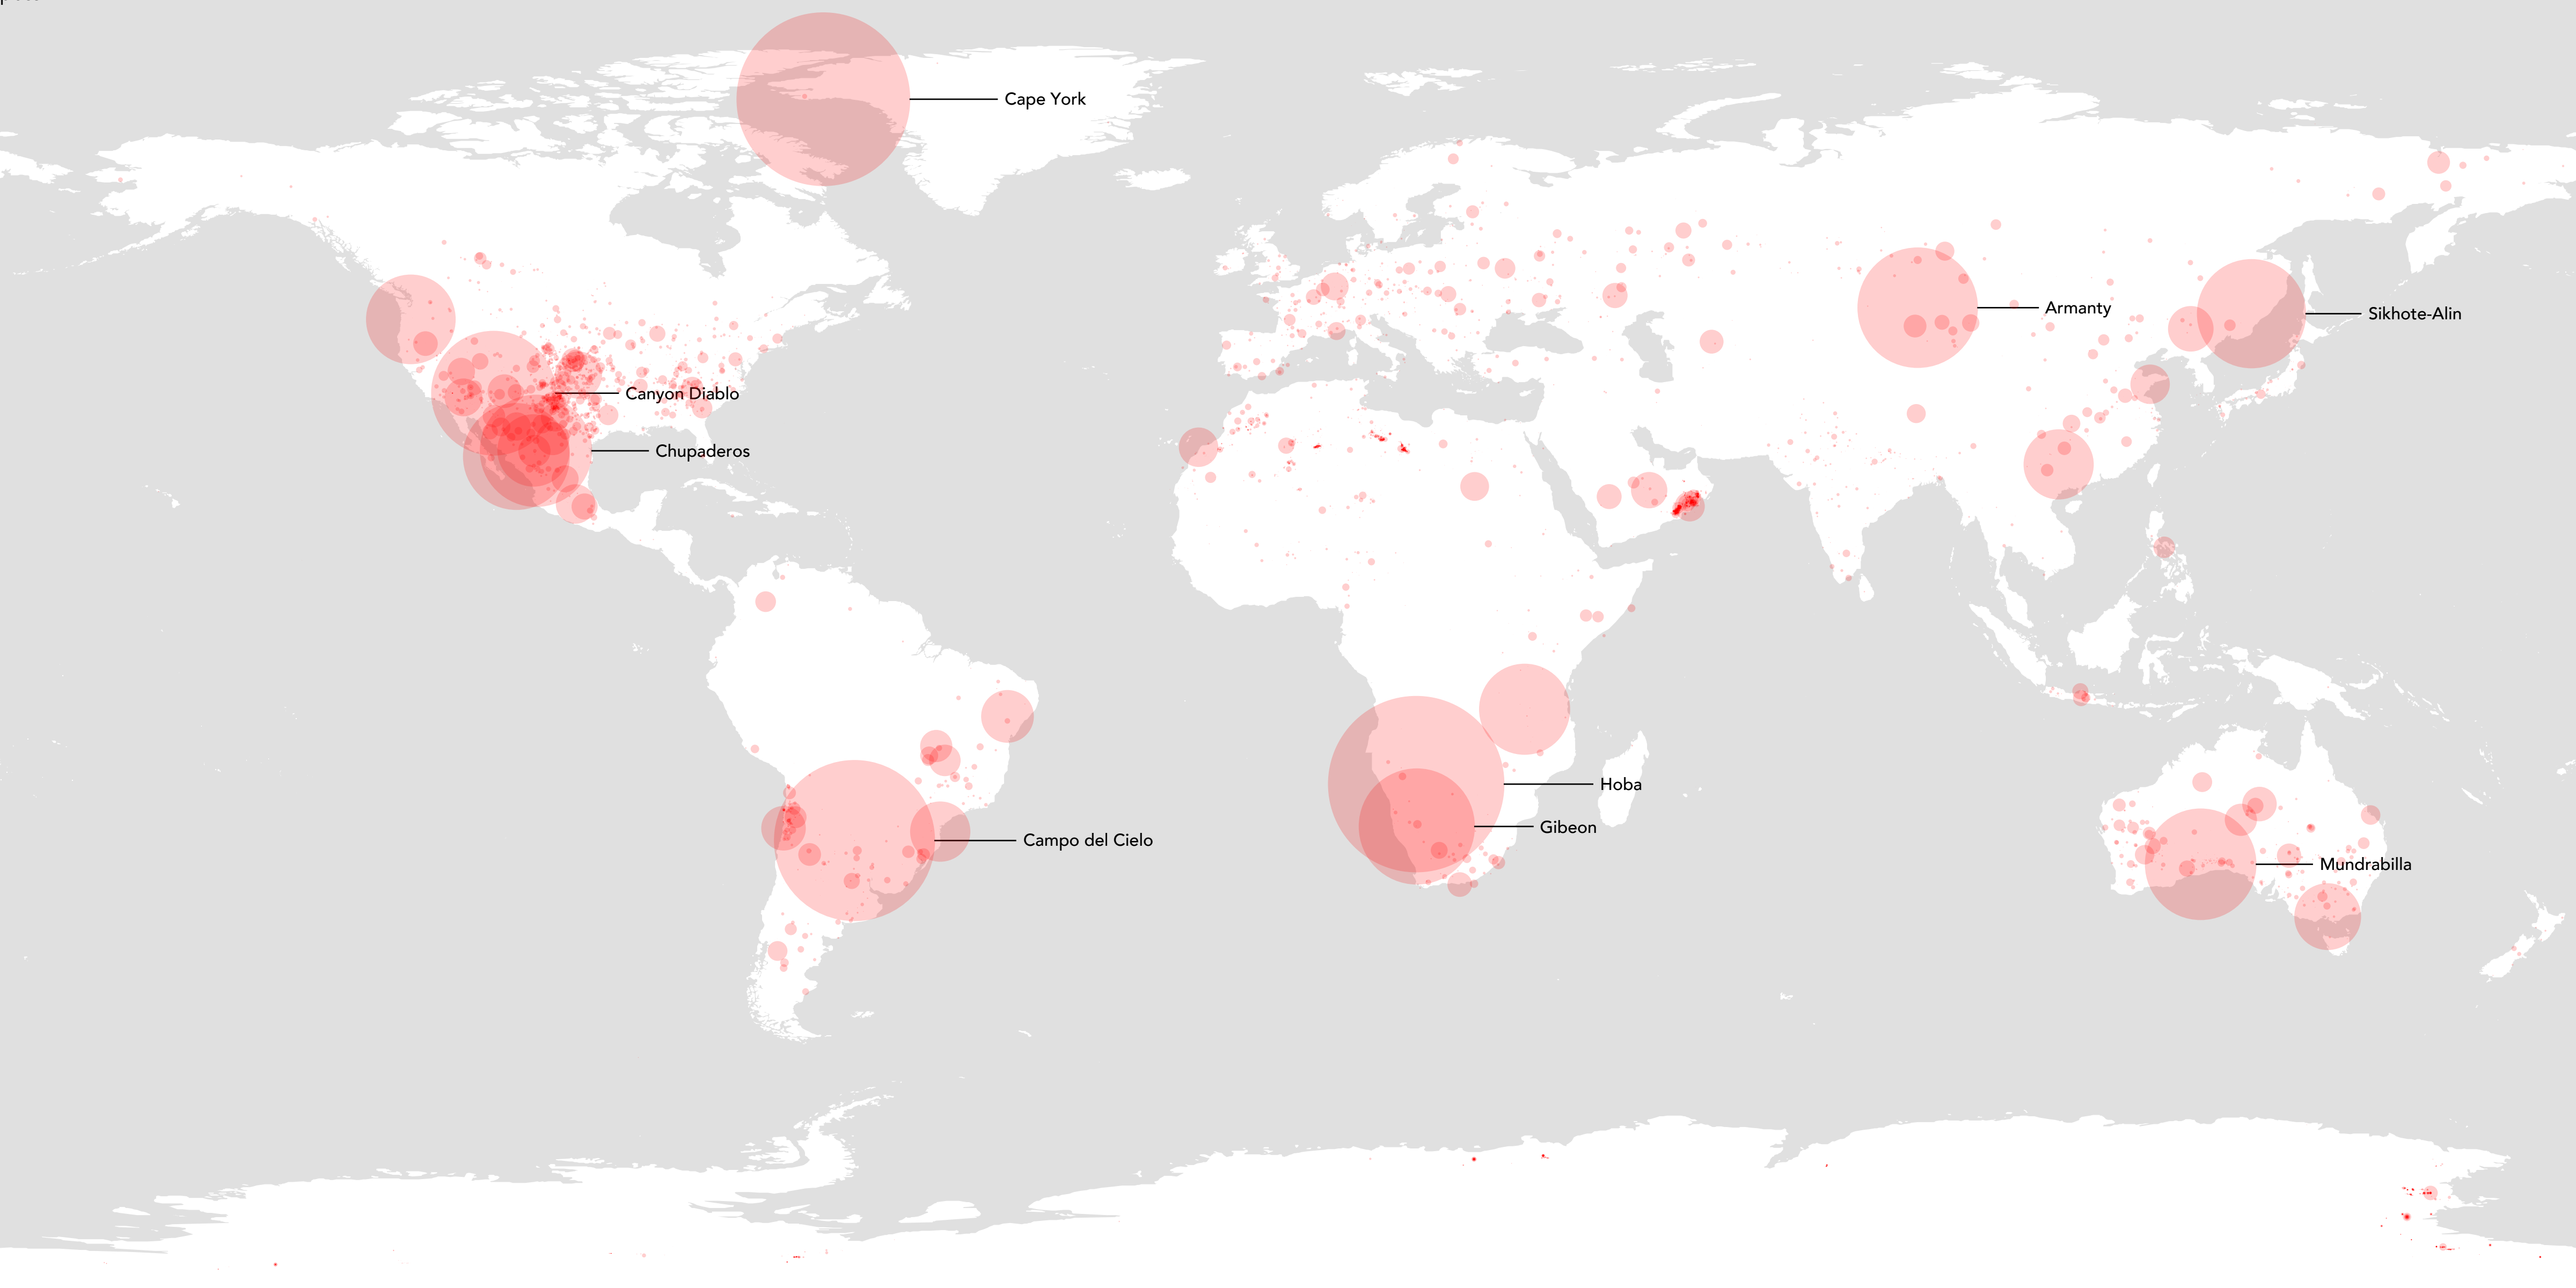 Cape York
Armanty
Sikhote-Alin
Canyon Diablo
Chupaderos
Hoba
Gibeon
Campo del Cielo
Mundrabilla